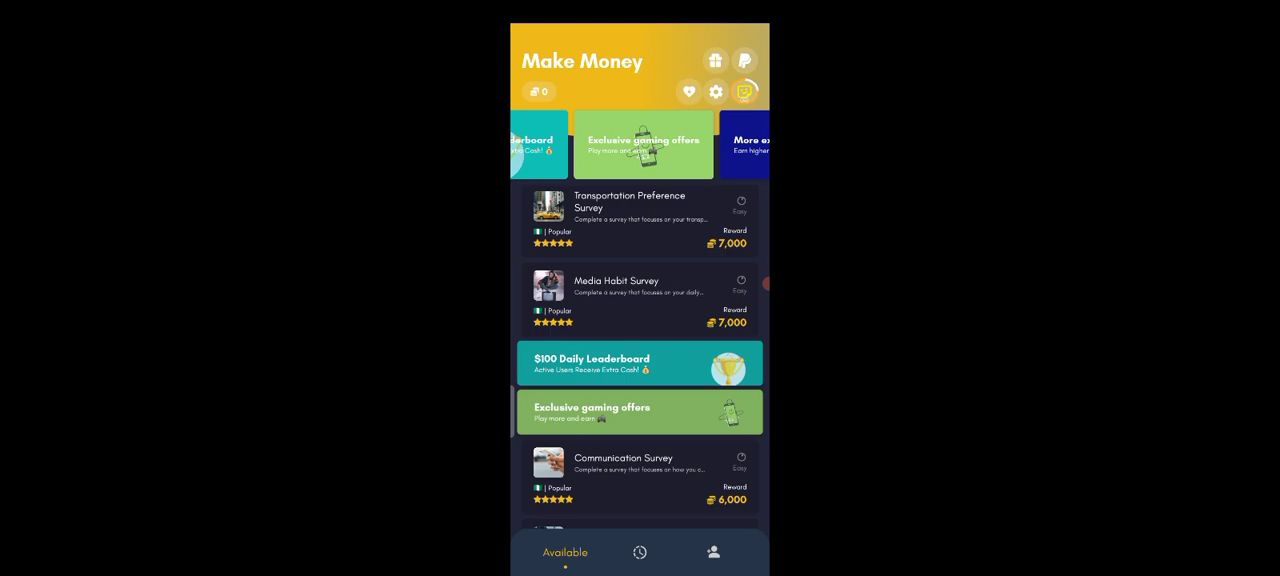 Make Money
0
derboard
xtra Cash! 💰
Exclusive gaming offers
Play more and earn 🎮
More ex
Earn higher
Transportation Preference
Survey
Complete a survey that focuses on your transp...
Easy
🇳🇬 | Popular
Reward
7,000
Media Habit Survey
Complete a survey that focuses on your daily...
Easy
🇳🇬 | Popular
Reward
7,000
$100 Daily Leaderboard
Active Users Receive Extra Cash! 💰
Exclusive gaming offers
Play more and earn 🎮
Communication Survey
Complete a survey that focuses on how you c...
Easy
🇳🇬 | Popular
Reward
6,000
Available